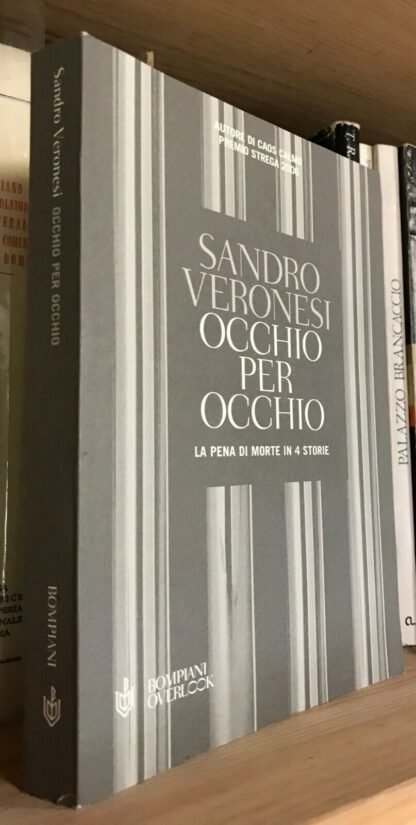 AUTORE DI CAOS CALMO
PREMIO STREGA 2006
SANDRO
VERONESI
OCCHIO
PER
OCCHIO
LA PENA DI MORTE IN 4 STORIE
BOMPIANI
OVERLOOK
Sandro Veronesi OCCHIO PER OCCHIO
BOMPIANI
PALAZZO BRANCACCIO
T. R